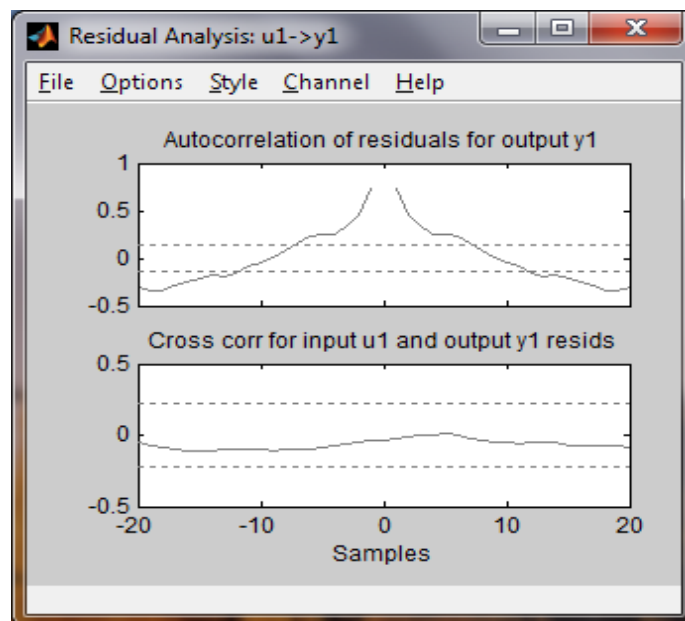 Residual Analysis: u1->y1
File Options Style Channel Help
Autocorrelation of residuals for output y1
1
0.5
0
-0.5
Cross corr for input u1 and output y1 resids
0.5
0
-0.5
-20 -10 0 10 20
Samples